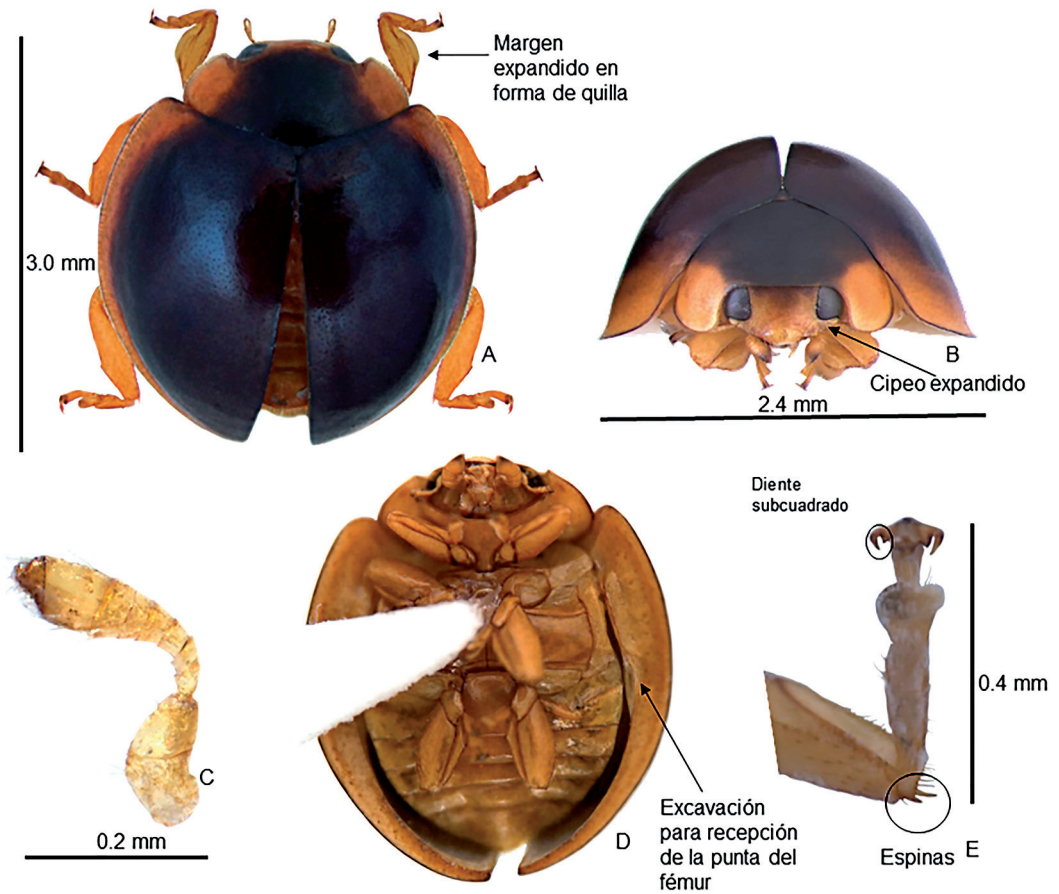 Margen
expandido en
forma de quilla
3.0 mm
A
B
Cipeo expandido
2.4 mm
Diente
subcuadrado
0.4 mm
C
0.2 mm
D
Excavación
para recepción
de la punta del
fémur
Espinas
E